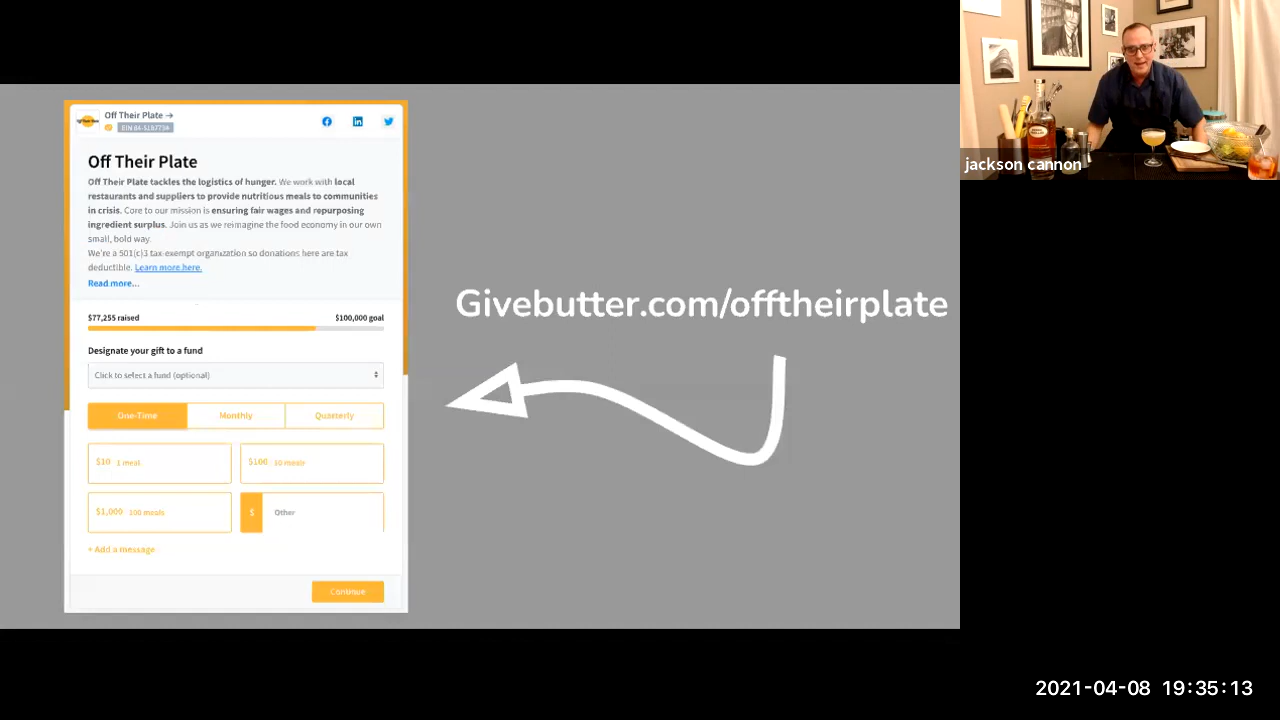 Off Their Plate →
Off Their Plate
Off Their Plate tackles the logistics of hunger. We work with local
restaurants and suppliers to provide nutritious meals to communities
in crisis. Core to our mission is ensuring fair wages and repurposing
ingredient surplus. Join us as we reimagine the food economy in our own
small, bold way.
We're a 501(c)3 tax-exempt organization so donations here are tax
deductible. Learn more here.
Read more...
$77,255 raised $100,000 goal
Designate your gift to a fund
Click to select a fund (optional)
One-Time Monthly Quarterly
$10 1 meal $100 10 meals
$1,000 100 meals $ Other
+ Add a message
Continue
Givebutter.com/offtheirplate
jackson cannon
2021-04-08 19:35:13